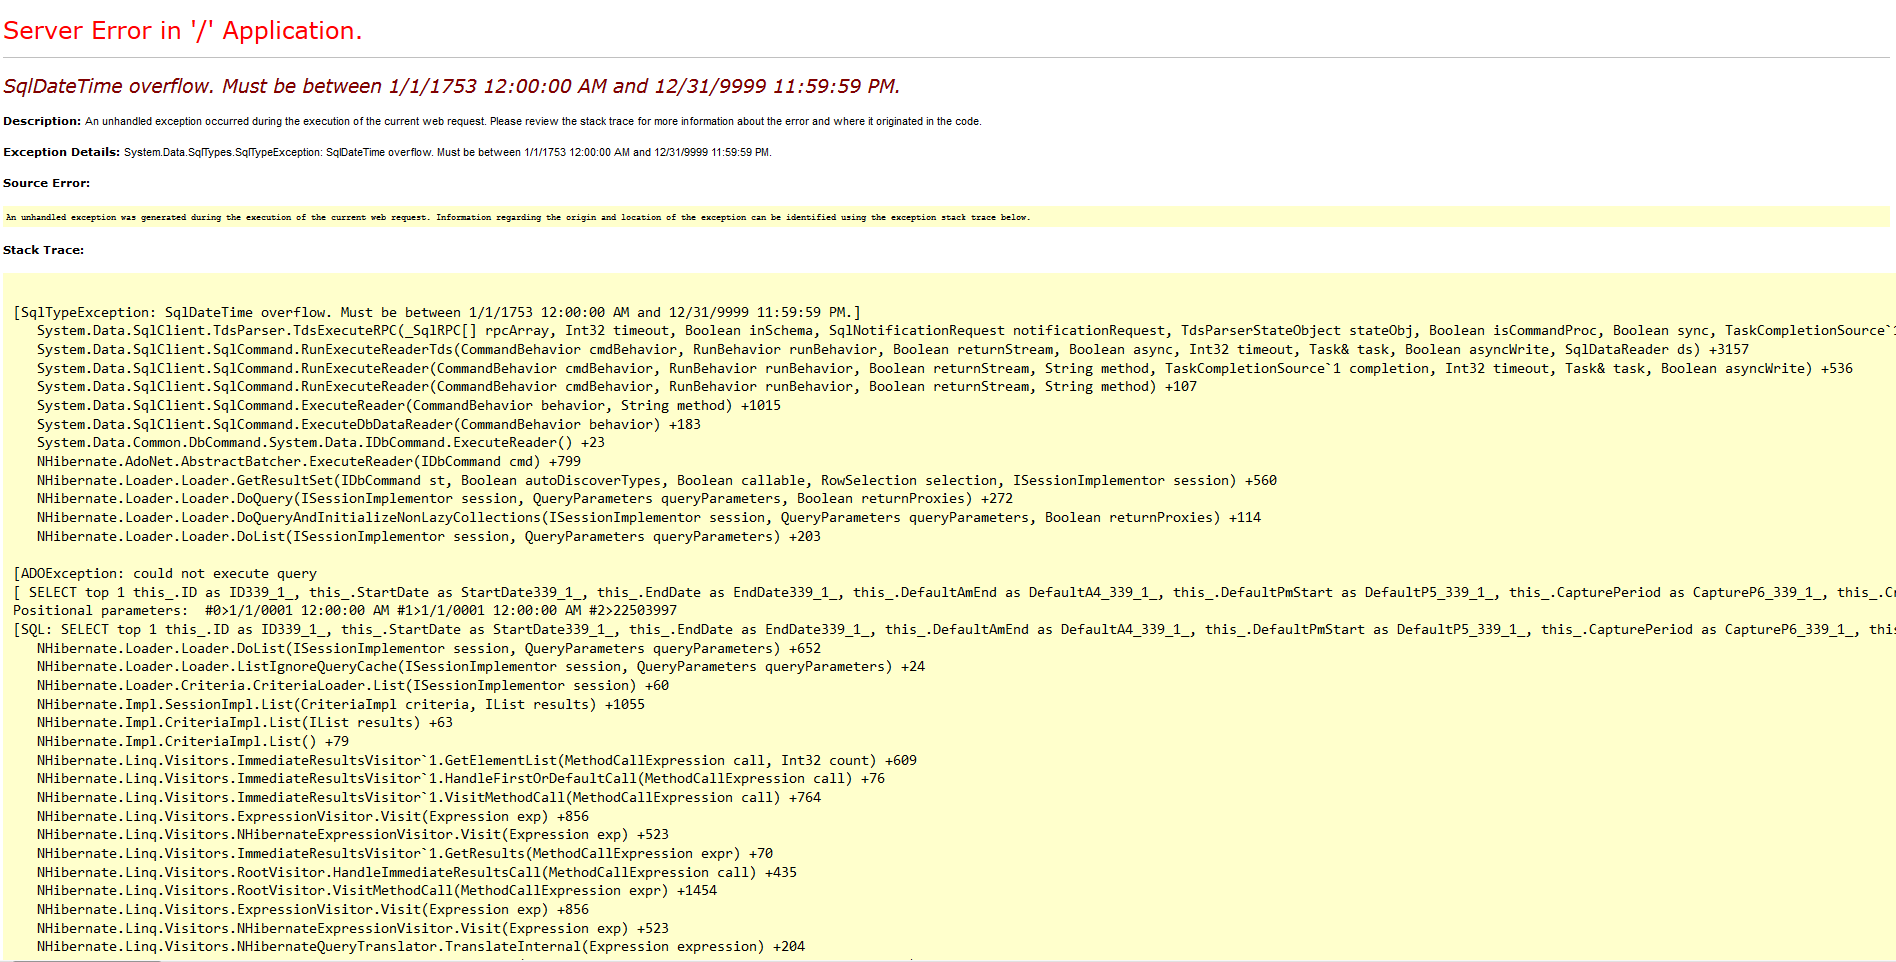 Server Error in '/' Application.
SqlDateTime overflow. Must be between 1/1/1753 12:00:00 AM and 12/31/9999 11:59:59 PM.
Description: An unhandled exception occurred during the execution of the current web request. Please review the stack trace for more information about the error and where it originated in the code.
Exception Details: System.Data.SqlTypes.SqlTypeException: SqlDateTime overflow. Must be between 1/1/1753 12:00:00 AM and 12/31/9999 11:59:59 PM.
Source Error:
An unhandled exception was generated during the execution of the current web request. Information regarding the origin and location of the exception can be identified using the exception stack trace below.
Stack Trace:
[SqlTypeException: SqlDateTime overflow. Must be between 1/1/1753 12:00:00 AM and 12/31/9999 11:59:59 PM.]
System.Data.SqlClient.TdsParser.TdsExecuteRPC(_SqlRPC[] rpcArray, Int32 timeout, Boolean inSchema, SqlNotificationRequest notificationRequest, TdsParserStateObject stateObj, Boolean isCommandProc, Boolean sync, TaskCompletionSource`1
System.Data.SqlClient.SqlCommand.RunExecuteReaderTds(CommandBehavior cmdBehavior, RunBehavior runBehavior, Boolean returnStream, Boolean async, Int32 timeout, Task& task, Boolean asyncWrite, SqlDataReader ds) +3157
System.Data.SqlClient.SqlCommand.RunExecuteReader(CommandBehavior cmdBehavior, RunBehavior runBehavior, Boolean returnStream, String method, TaskCompletionSource`1 completion, Int32 timeout, Task& task, Boolean asyncWrite) +536
System.Data.SqlClient.SqlCommand.RunExecuteReader(CommandBehavior cmdBehavior, RunBehavior runBehavior, Boolean returnStream, String method) +107
System.Data.SqlClient.SqlCommand.ExecuteReader(CommandBehavior behavior, String method) +1015
System.Data.SqlClient.SqlCommand.ExecuteDbDataReader(CommandBehavior behavior) +183
System.Data.Common.DbCommand.System.Data.IDbCommand.ExecuteReader() +23
NHibernate.AdoNet.AbstractBatcher.ExecuteReader(IDbCommand cmd) +799
NHibernate.Loader.Loader.GetResultSet(IDbCommand st, Boolean autoDiscoverTypes, Boolean callable, RowSelection selection, ISessionImplementor session) +560
NHibernate.Loader.Loader.DoQuery(ISessionImplementor session, QueryParameters queryParameters, Boolean returnProxies) +272
NHibernate.Loader.Loader.DoQueryAndInitializeNonLazyCollections(ISessionImplementor session, QueryParameters queryParameters, Boolean returnProxies) +114
NHibernate.Loader.Loader.DoList(ISessionImplementor session, QueryParameters queryParameters) +203
[ADOException: could not execute query
[ SELECT top 1 this_.ID as ID339_1_, this_.StartDate as StartDate339_1_, this_.EndDate as EndDate339_1_, this_.DefaultAmEnd as DefaultA4_339_1_, this_.DefaultPmStart as DefaultP5_339_1_, this_.CapturePeriod as CaptureP6_339_1_, this_.Cr
Positional parameters: #0>1/1/0001 12:00:00 AM #1>1/1/0001 12:00:00 AM #2>22503997
[SQL: SELECT top 1 this_.ID as ID339_1_, this_.StartDate as StartDate339_1_, this_.EndDate as EndDate339_1_, this_.DefaultAmEnd as DefaultA4_339_1_, this_.DefaultPmStart as DefaultP5_339_1_, this_.CapturePeriod as CaptureP6_339_1_, this
NHibernate.Loader.Loader.DoList(ISessionImplementor session, QueryParameters queryParameters) +652
NHibernate.Loader.Loader.ListIgnoreQueryCache(ISessionImplementor session, QueryParameters queryParameters) +24
NHibernate.Loader.Criteria.CriteriaLoader.List(ISessionImplementor session) +60
NHibernate.Impl.SessionImpl.List(CriteriaImpl criteria, IList results) +1055
NHibernate.Impl.CriteriaImpl.List(IList results) +63
NHibernate.Impl.CriteriaImpl.List() +79
NHibernate.Linq.Visitors.ImmediateResultsVisitor`1.GetElementList(MethodCallExpression call, Int32 count) +609
NHibernate.Linq.Visitors.ImmediateResultsVisitor`1.HandleFirstOrDefaultCall(MethodCallExpression call) +76
NHibernate.Linq.Visitors.ImmediateResultsVisitor`1.VisitMethodCall(MethodCallExpression call) +764
NHibernate.Linq.Visitors.ExpressionVisitor.Visit(Expression exp) +856
NHibernate.Linq.Visitors.NHibernateExpressionVisitor.Visit(Expression exp) +523
NHibernate.Linq.Visitors.ImmediateResultsVisitor`1.GetResults(MethodCallExpression expr) +70
NHibernate.Linq.Visitors.RootVisitor.HandleImmediateResultsCall(MethodCallExpression call) +435
NHibernate.Linq.Visitors.RootVisitor.VisitMethodCall(MethodCallExpression expr) +1454
NHibernate.Linq.Visitors.ExpressionVisitor.Visit(Expression exp) +856
NHibernate.Linq.Visitors.NHibernateExpressionVisitor.Visit(Expression exp) +523
NHibernate.Linq.Visitors.NHibernateQueryTranslator.TranslateInternal(Expression expression) +204